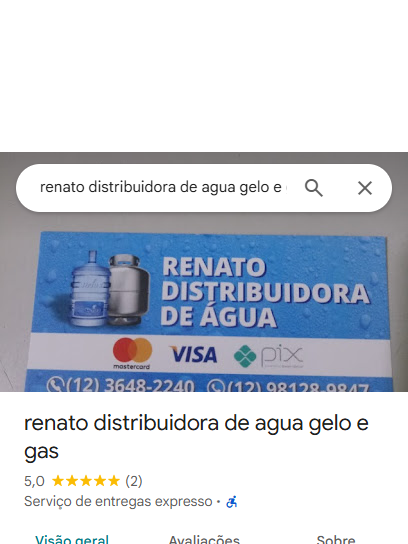 renato distribuidora de agua gelo e
RENATO
DISTRIBUIDORA
DE ÁGUA
mastercard
VISA
pix
(12) 3648-2240 (12) 98128-9847
renato distribuidora de agua gelo e
gas
5,0 (2)
Serviço de entregas expresso ·
Visão geral Avaliações Sobre